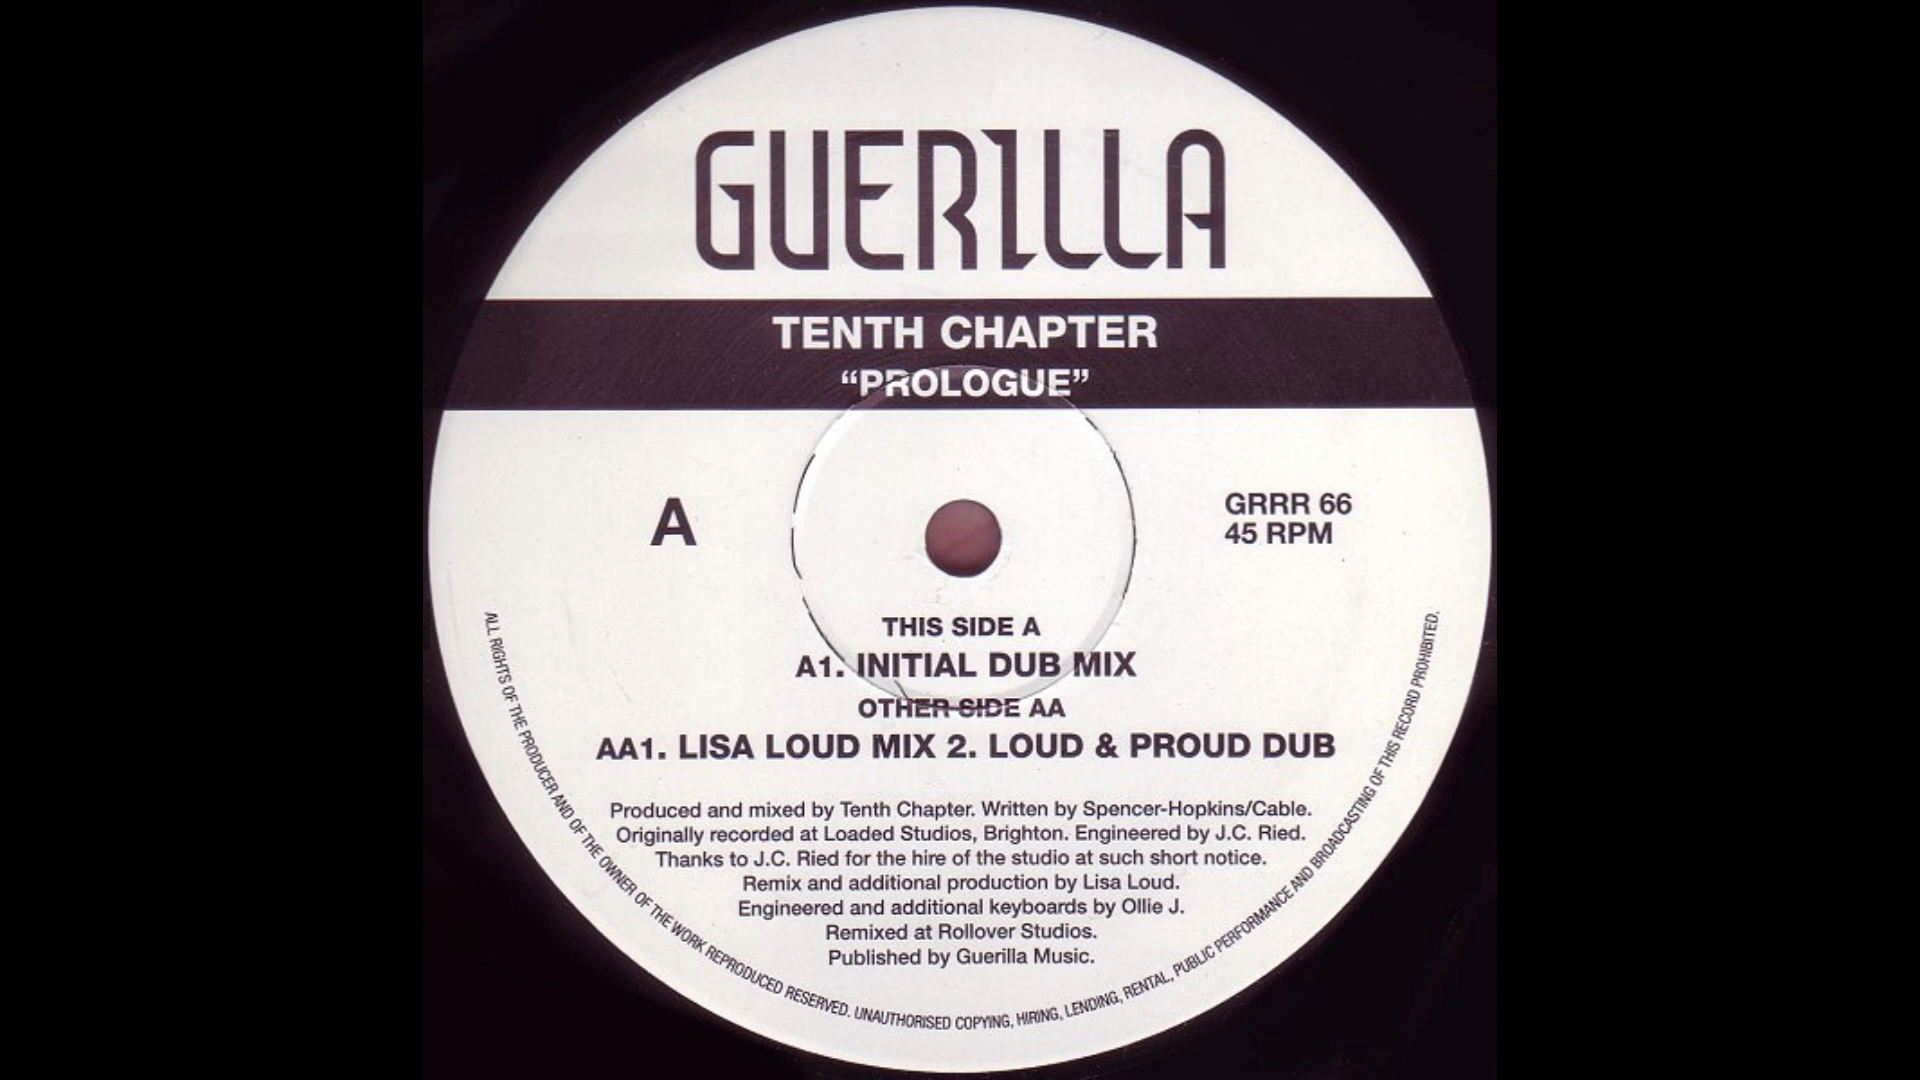 GUERILLA
TENTH CHAPTER
“PROLOGUE”
A
GRRR 66
45 RPM
THIS SIDE A
A1. INITIAL DUB MIX
OTHER SIDE AA
AA1. LISA LOUD MIX 2. LOUD & PROUD DUB
Produced and mixed by Tenth Chapter. Written by Spencer-Hopkins/Cable.
Originally recorded at Loaded Studios, Brighton. Engineered by J.C. Ried.
Thanks to J.C. Ried for the hire of the studio at such short notice.
Remix and additional production by Lisa Loud.
Engineered and additional keyboards by Ollie J.
Remixed at Rollover Studios.
Published by Guerilla Music.
ALL RIGHTS OF THE PRODUCER AND OF THE OWNER OF THE WORK REPRODUCED RESERVED. UNAUTHORISED COPYING, HIRING, LENDING, RENTAL, PUBLIC PERFORMANCE AND BROADCASTING OF THIS RECORD PROHIBITED.